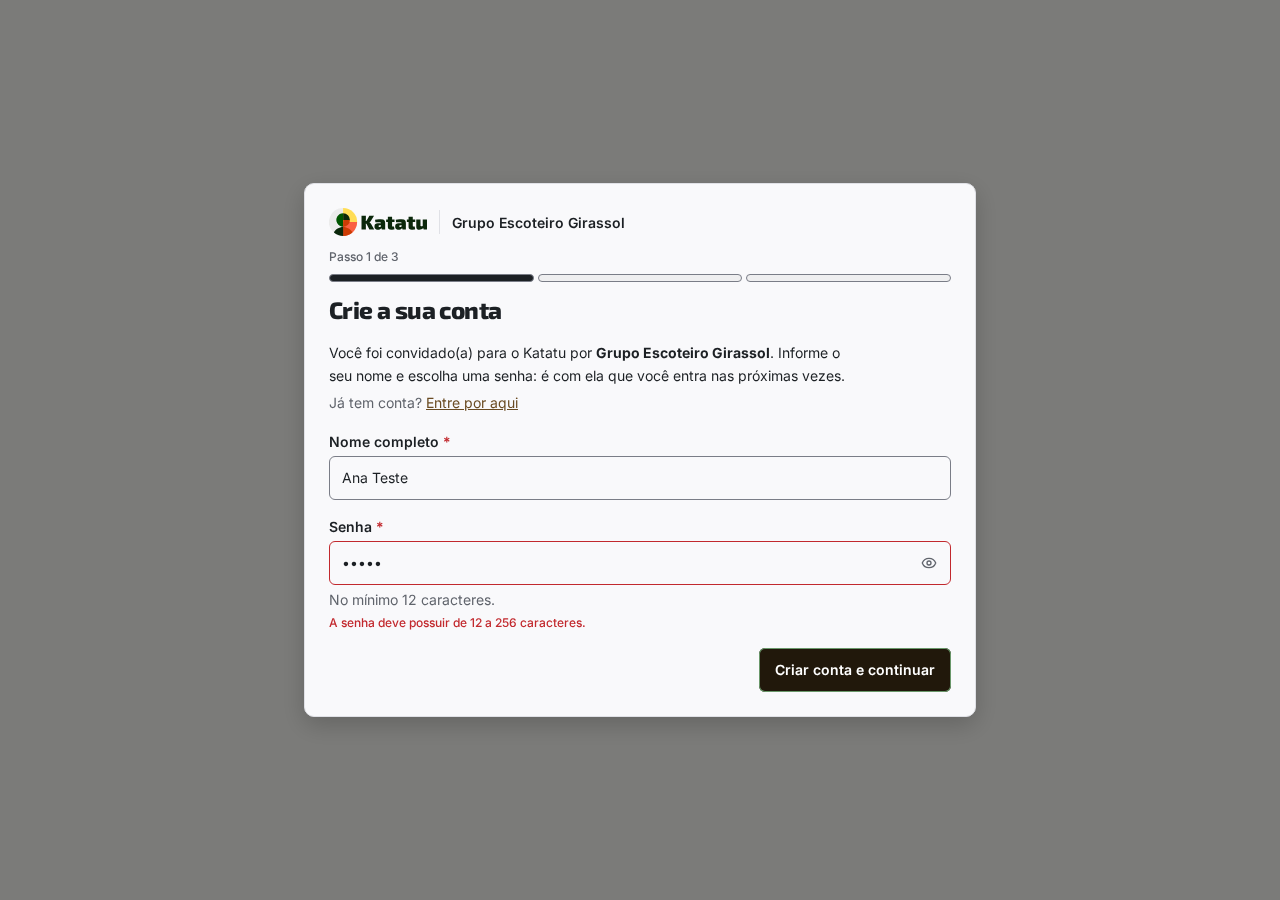 Katatu
Grupo Escoteiro Girassol
Passo 1 de 3
Crie a sua conta
Você foi convidado(a) para o Katatu por Grupo Escoteiro Girassol. Informe o
seu nome e escolha uma senha: é com ela que você entra nas próximas vezes.
Já tem conta? Entre por aqui
Nome completo *
Ana Teste
Senha *
•••••
No mínimo 12 caracteres.
A senha deve possuir de 12 a 256 caracteres.
Criar conta e continuar